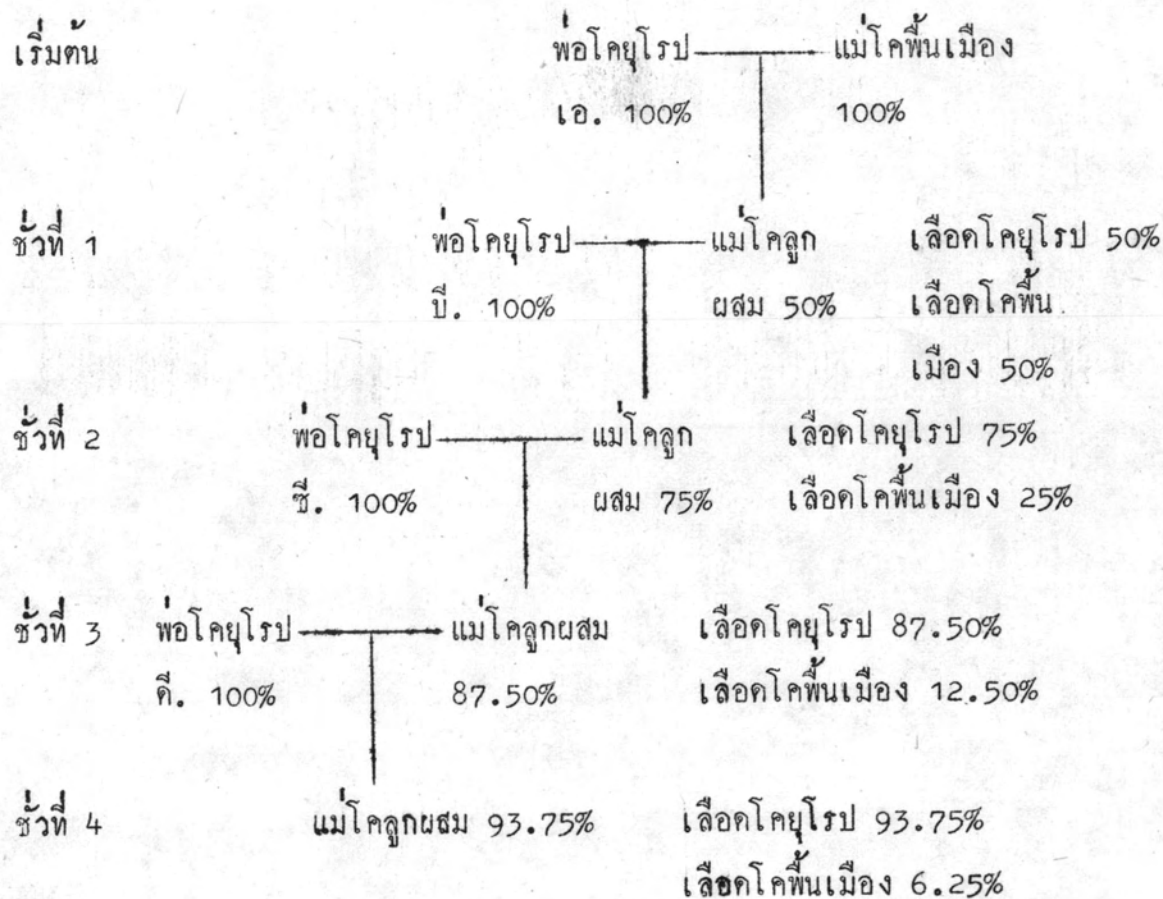 เริ่มต้น พ่อโคยุโรป แม่โคพื้นเมือง
เอ. 100% 100%
ชั่วที่ 1 พ่อโคยุโรป แม่โคลูก เลือดโคยุโรป 50%
บี. 100% ผสม 50% เลือดโคพื้น
เมือง 50%
ชั่วที่ 2 พ่อโคยุโรป แม่โคลูก เลือดโคยุโรป 75%
ซี. 100% ผสม 75% เลือดโคพื้นเมือง 25%
ชั่วที่ 3 พ่อโคยุโรป แม่โคลูกผสม เลือดโคยุโรป 87.50%
ดี. 100% 87.50% เลือดโคพื้นเมือง 12.50%
ชั่วที่ 4 แม่โคลูกผสม 93.75% เลือดโคยุโรป 93.75%
เลือดโคพื้นเมือง 6.25%